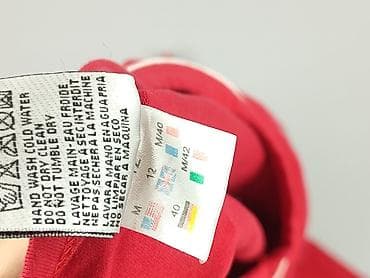 HAND WASH COLD WATER
DO NOT DRY CLEAN
DO NOT TUMBLE DRY
LAVAGE MAIN-EAU FROIDE
NETTOYAGE A SEC INTERDIT
NE PAS SECHER A LA MACHINE
LAVAR A MANO EN AGUA FRIA
NO LIMPIAR EN SECO
NO SECAR A MAQUINA
12
M/40
M/42
12
M
40